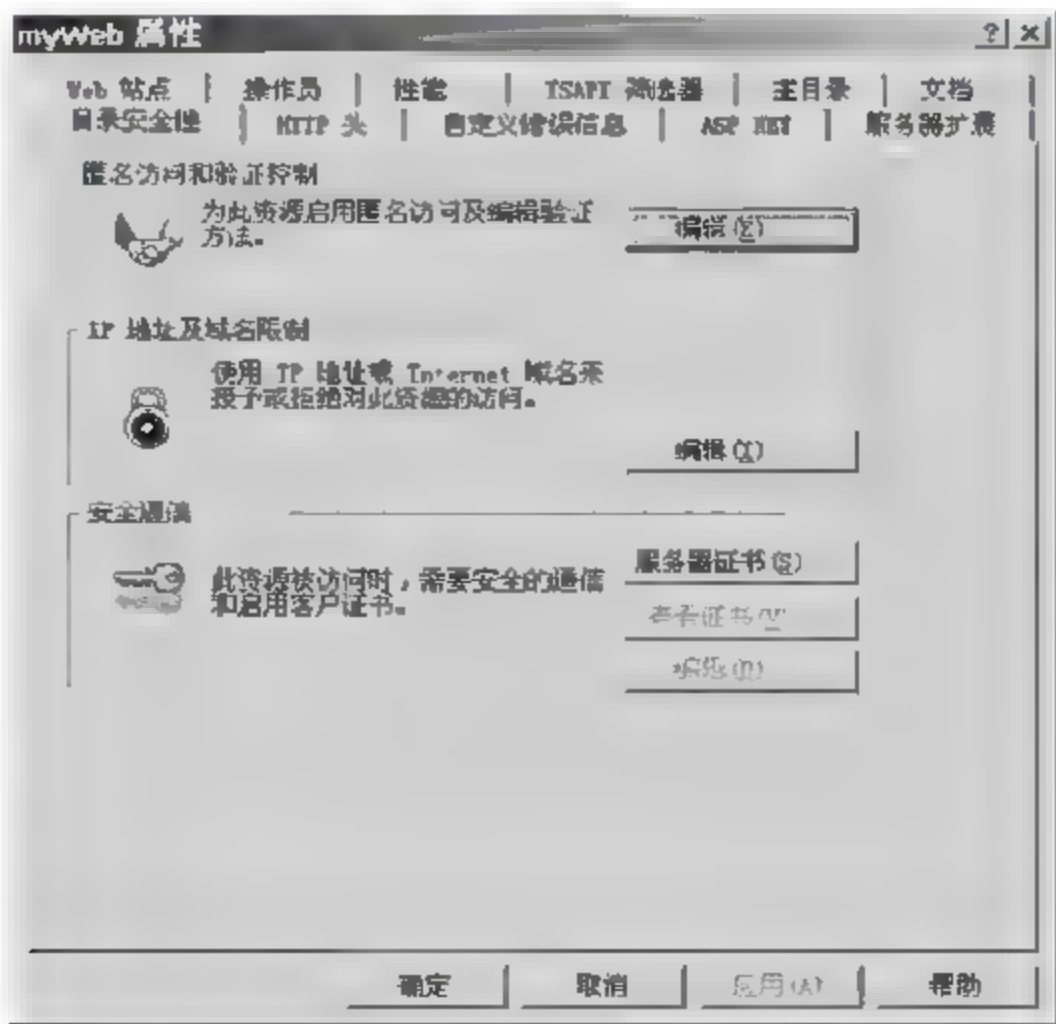 myWeb 属性
Web 站点 操作员 性能 ISAPI 筛选器 主目录 文档
目录安全性 HTTP 头 自定义错误信息 ASP.NET 服务器扩展
匿名访问和验证控制
为此资源启用匿名访问及编辑验证
方法。
编辑(E)
IP 地址及域名限制
使用 IP 地址或 Internet 域名来
授予或拒绝对此资源的访问。
编辑(I)
安全通信
此资源被访问时，需要安全的通信
和启用客户证书。
服务器证书(S)
查看证书(V)
编辑(D)
确定 取消 应用(A) 帮助